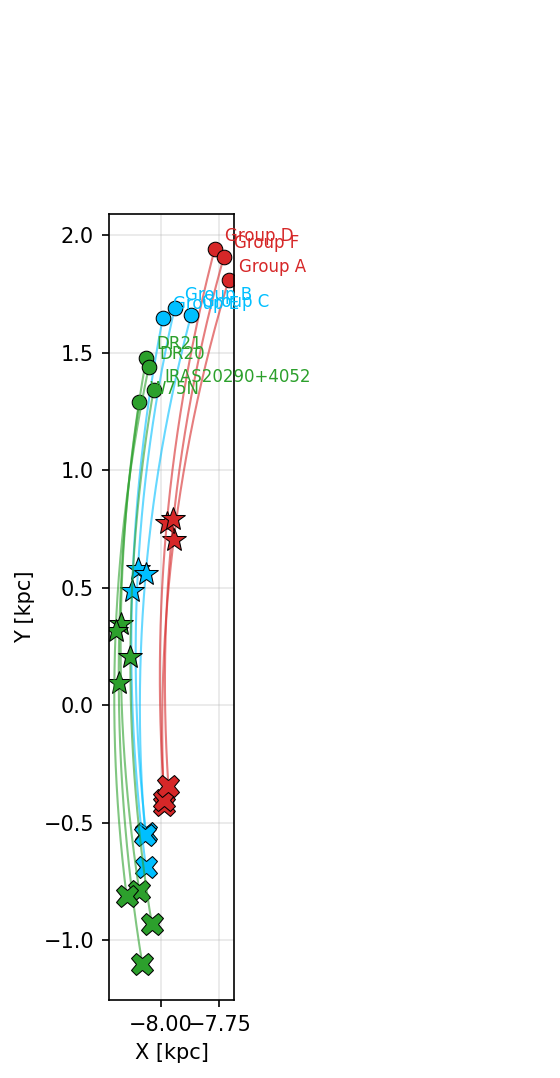 2.0
Group D
Group F
Group A
Group B
Group C
Group E
1.5
DR21
DR20
IRAS20290+4052
W75N
1.0
0.5
0.0
−0.5
−1.0
Y [kpc]
−8.00
−7.75
X [kpc]